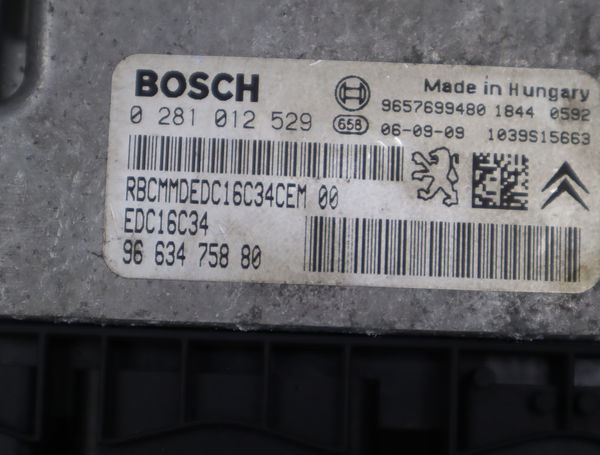 BOSCH
Made in Hungary
9657699480 1844 0592
0 281 012 529
658
06-09-09 1039S15663
RBCMMDEDC16C34CEM 00
EDC16C34
96 634 758 80